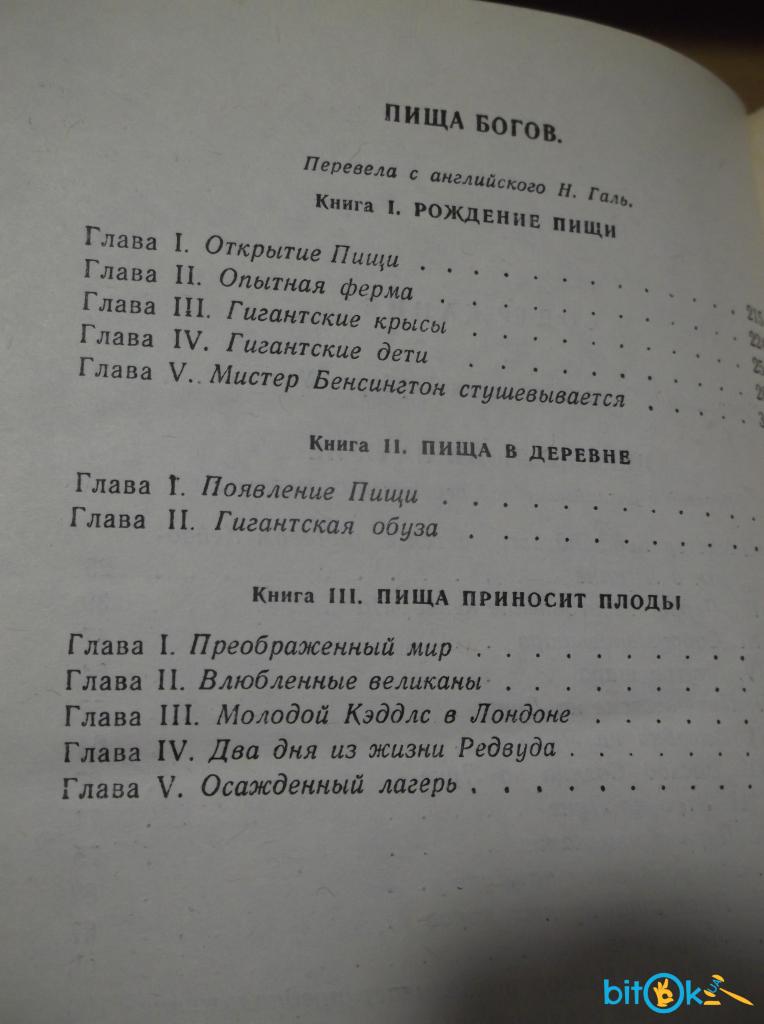 ПИЩА БОГОВ.
Перевела с английского Н. Галь.
Книга I. РОЖДЕНИЕ ПИЩИ
Глава I. Открытие Пищи . . . . . . . . . .
Глава II. Опытная ферма . . . . . . . . . .
Глава III. Гигантские крысы . . . . . . . . .
Глава IV. Гигантские дети . . . . . . . . .
Глава V. Мистер Бенсингтон стушевывается . . . .
Книга II. ПИЩА В ДЕРЕВНЕ
Глава I. Появление Пищи . . . . . . . . . .
Глава II. Гигантская обуза . . . . . . . . .
Книга III. ПИЩА ПРИНОСИТ ПЛОДЫ
Глава I. Преображенный мир . . . . . . . . .
Глава II. Влюбленные великаны . . . . . . . .
Глава III. Молодой Кэддлс в Лондоне . . . . . .
Глава IV. Два дня из жизни Редвуда . . . . . . .
Глава V. Осажденный лагерь . . . . . . . . .
bitOk UA